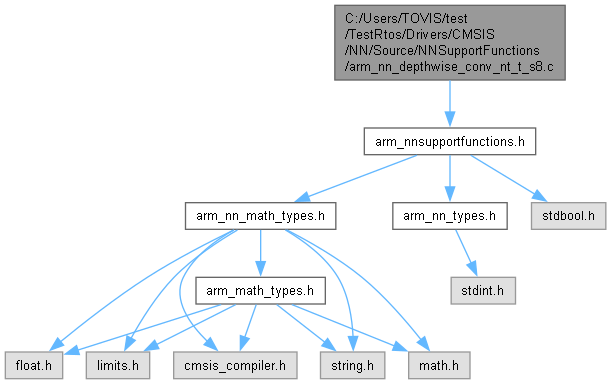 C:/Users/TOVIS/test
/TestRtos/Drivers/CMSIS
/NN/Source/NNSupportFunctions
/arm_nn_depthwise_conv_nt_t_s8.c
arm_nnsupportfunctions.h
arm_nn_math_types.h
arm_nn_types.h
stdbool.h
arm_math_types.h
stdint.h
float.h
limits.h
cmsis_compiler.h
string.h
math.h